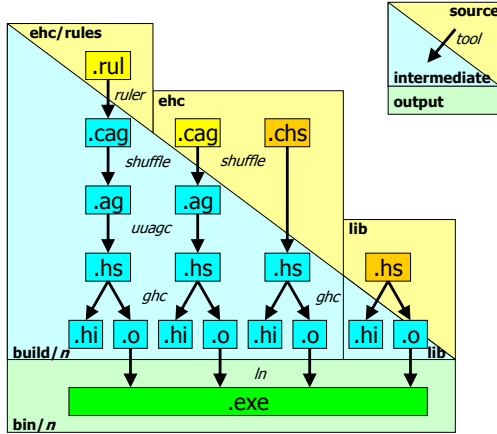 ehc/rules
source
tool
intermediate
output
.rul
ruler
ehc
.cag
.cag
.chs
shuffle
shuffle
.ag
.ag
uuagc
lib
.hs
.hs
.hs
.hs
ghc
ghc
.hi
.o
.hi
.o
.hi
.o
.hi
.o
build/n
lib
ln
.exe
bin/n